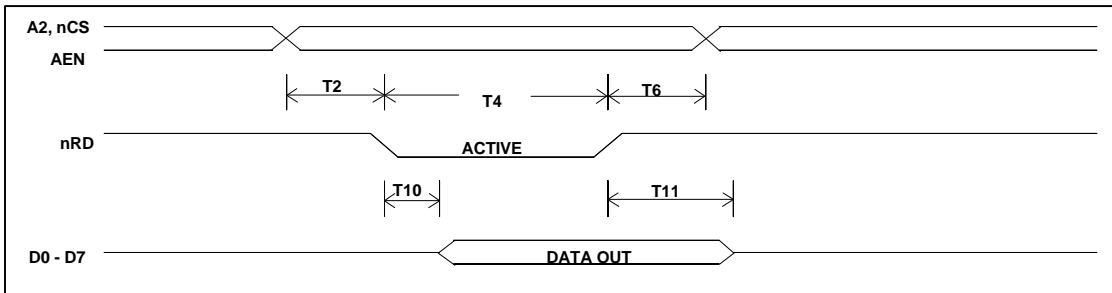 A2, nCS
AEN
T2
T4
T6
nRD
ACTIVE
T10
T11
D0 - D7
DATA OUT